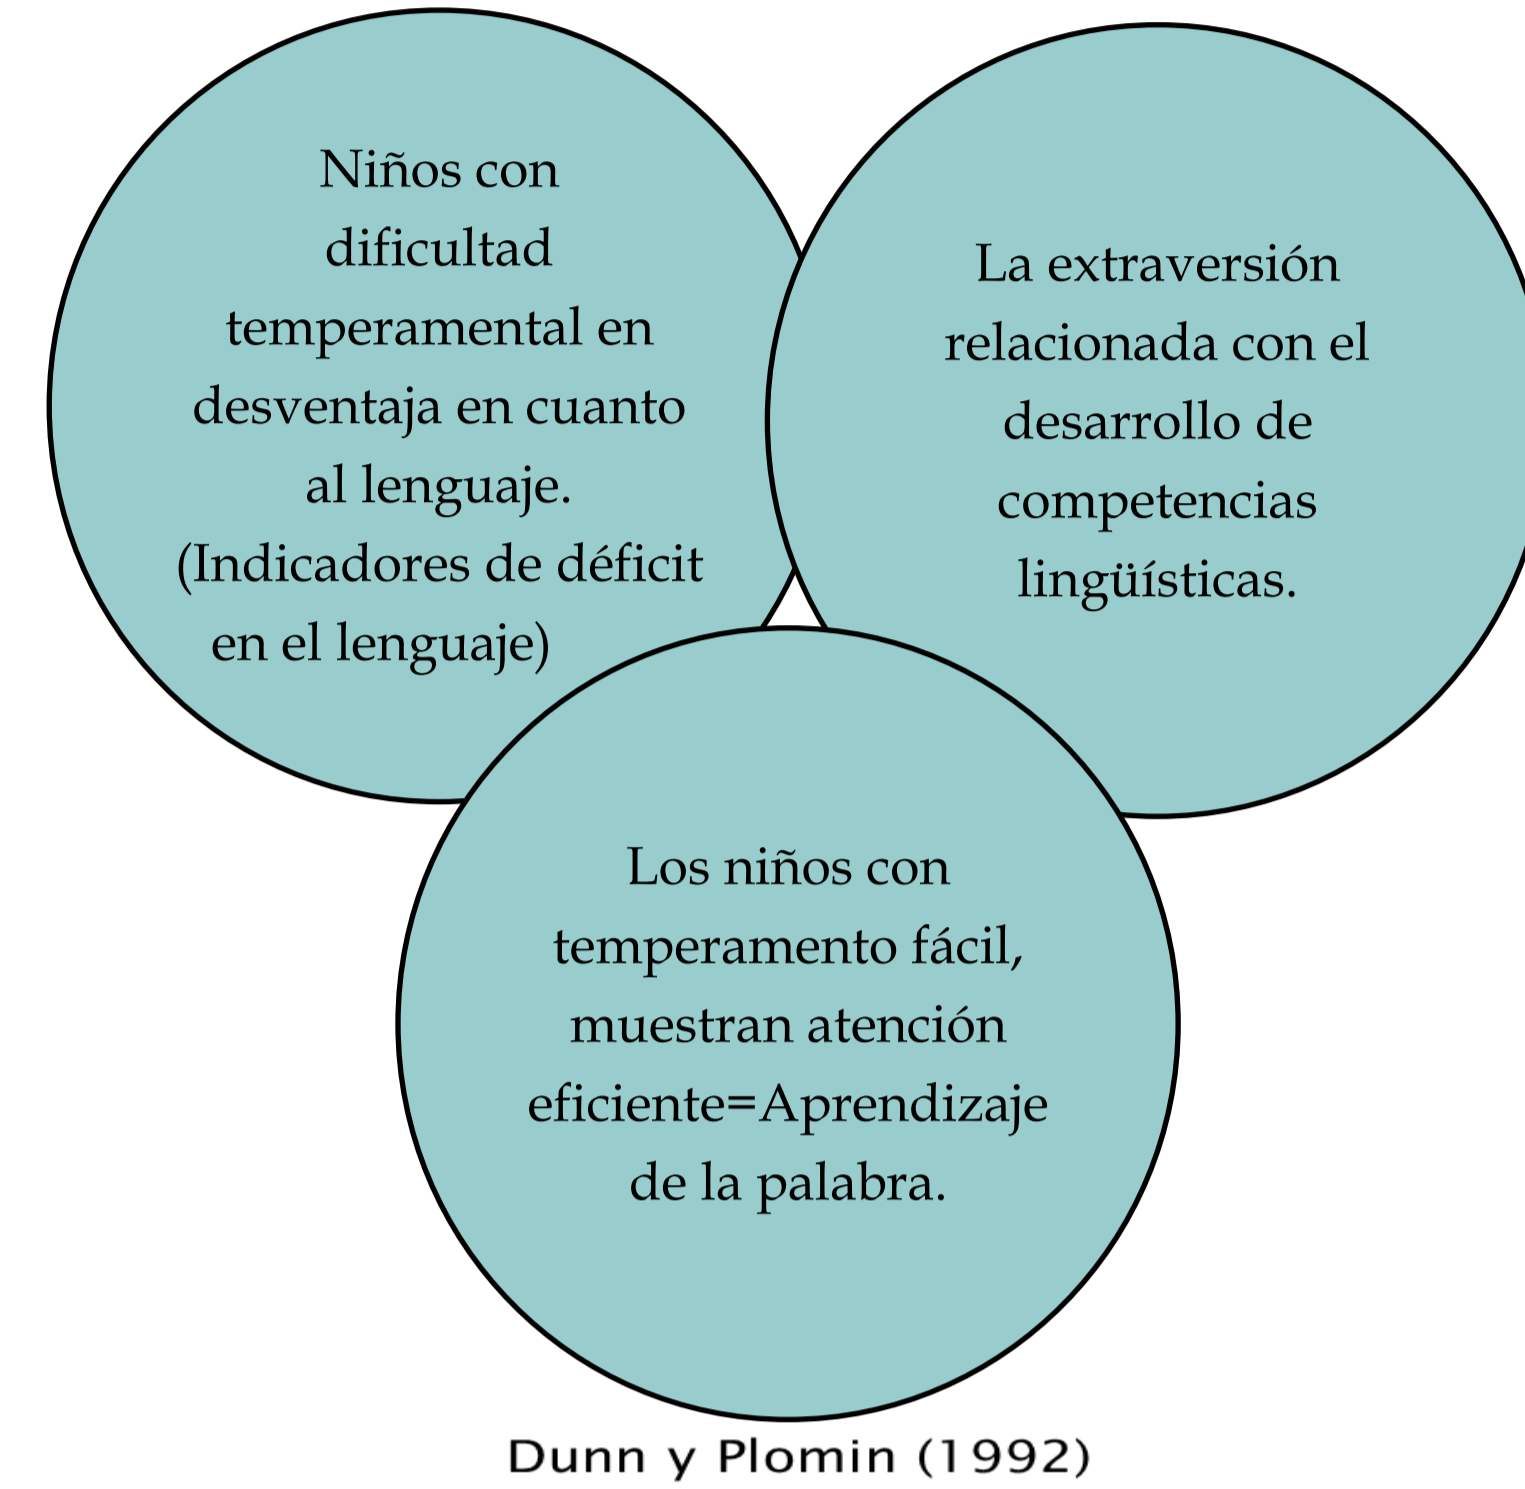 Niños con
dificultad
temperamental en
desventaja en cuanto
al lenguaje.
(Indicadores de déficit
en el lenguaje)
La extraversión
relacionada con el
desarrollo de
competencias
lingüísticas.
Los niños con
temperamento fácil,
muestran atención
eficiente=Aprendizaje
de la palabra.
Dunn y Plomin (1992)